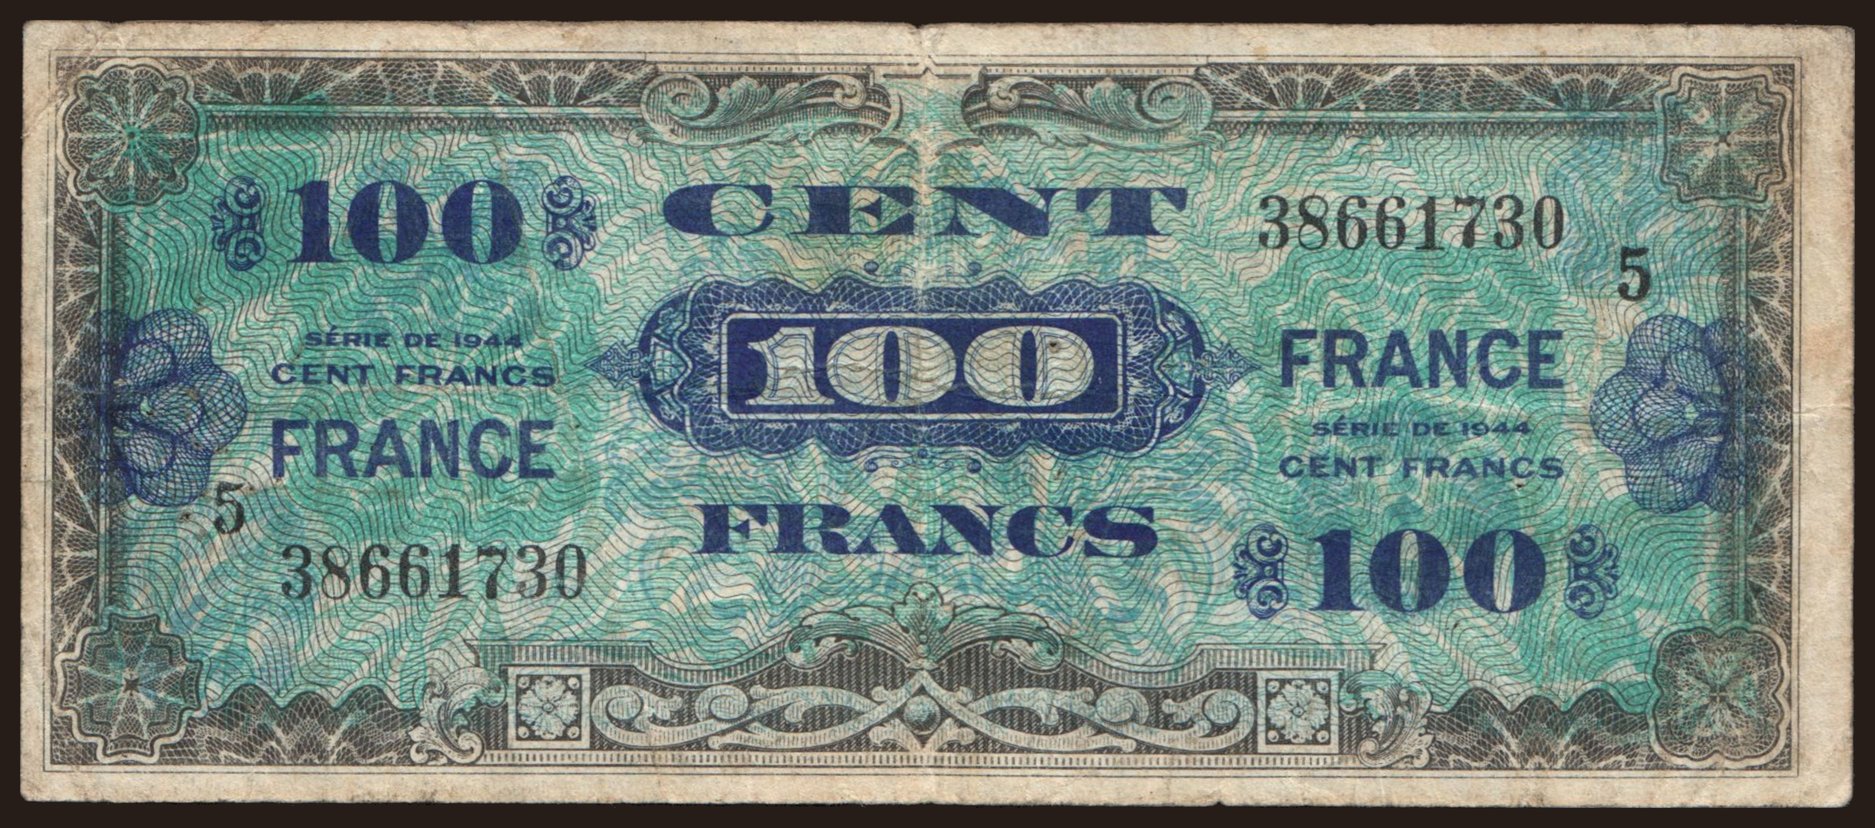 100 CENT 38661730
5
100
SÉRIE DE 1944
CENT FRANCS
FRANCE
FRANCE
SÉRIE DE 1944
CENT FRANCS
5
38661730
FRANCS
100